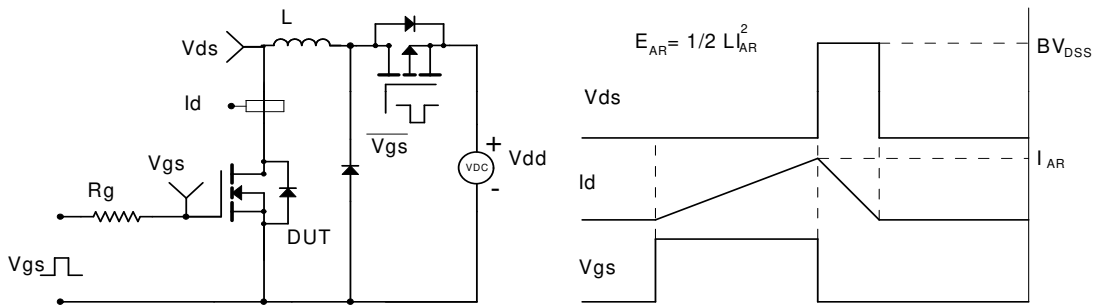 L
Vds
Id
Vgs
Vgs
Rg
DUT
Vgs
VDC
+
-
Vdd
E_AR = 1/2 LI_AR^2
BV_DSS
Vds
I_AR
Id
Vgs